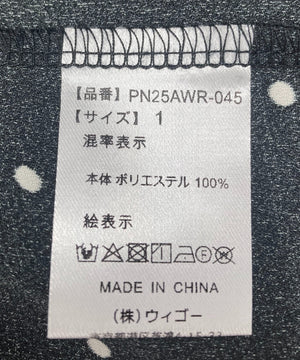 【品番】 PN25AWR-045
【サイズ】 1
混率表示
本体 ポリエステル 100%
絵表示
MADE IN CHINA
(株)ウィゴー